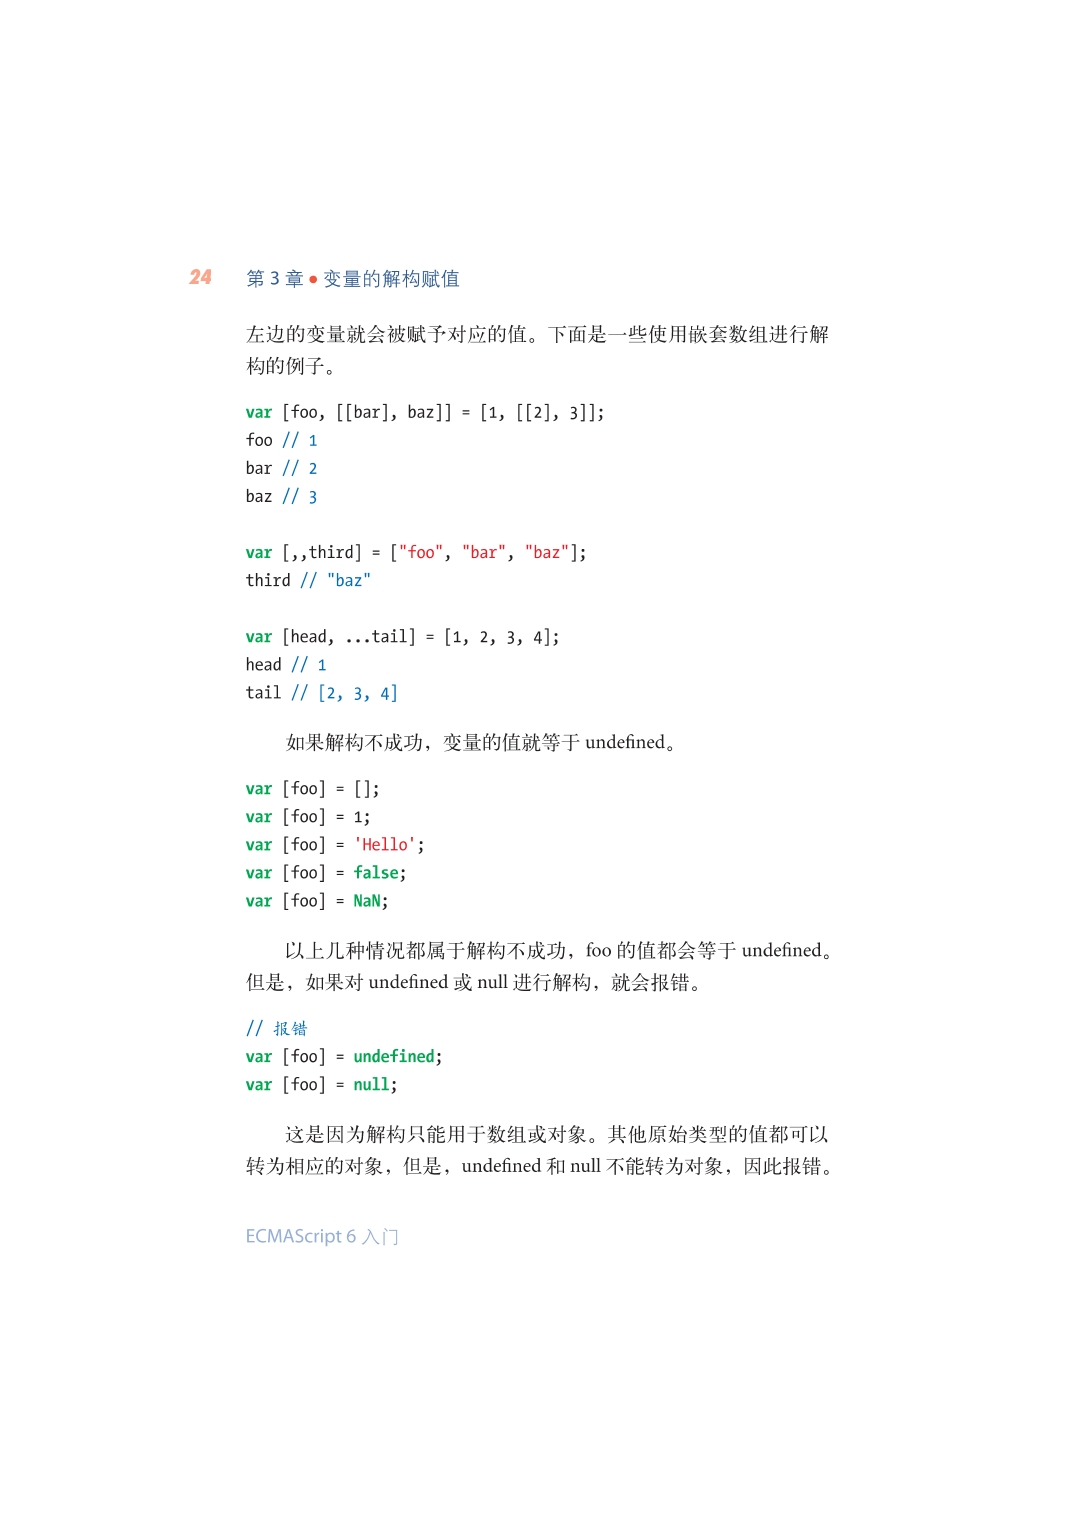 24 第 3 章 • 变量的解构赋值
左边的变量就会被赋予对应的值。下面是一些使用嵌套数组进行解
构的例子。
var [foo, [[bar], baz]] = [1, [[2], 3]];
foo // 1
bar // 2
baz // 3
var [,,third] = ["foo", "bar", "baz"];
third // "baz"
var [head, ...tail] = [1, 2, 3, 4];
head // 1
tail // [2, 3, 4]
如果解构不成功，变量的值就等于 undefined。
var [foo] = [];
var [foo] = 1;
var [foo] = 'Hello';
var [foo] = false;
var [foo] = NaN;
以上几种情况都属于解构不成功，foo 的值都会等于 undefined。
但是，如果对 undefined 或 null 进行解构，就会报错。
// 报错
var [foo] = undefined;
var [foo] = null;
这是因为解构只能用于数组或对象。其他原始类型的值都可以
转为相应的对象，但是，undefined 和 null 不能转为对象，因此报错。
ECMAScript 6 入门